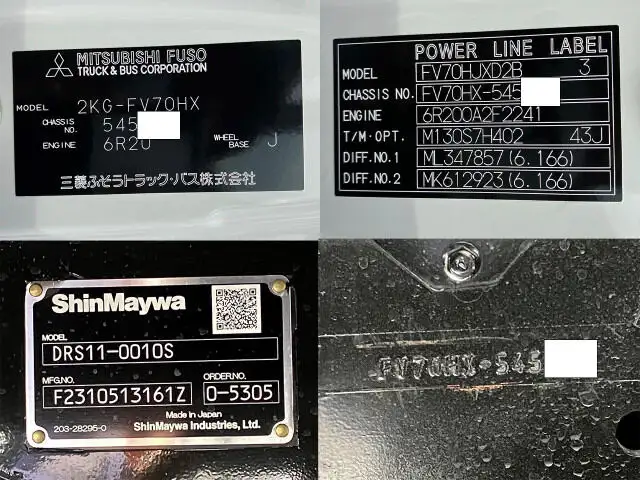 MITSUBISHI FUSO
TRUCK & BUS CORPORATION
MODEL 2KG-FV70HX
CHASSIS NO. 545
ENGINE 6R20 WHEEL BASE J
三菱ふそうトラック・バス株式会社
POWER LINE LABEL
MODEL FV70HJXD2B 3
CHASSIS NO. FV70HX-545
ENGINE 6R200A2F2241
T/M・OPT. M130S7H402 43J
DIFF.NO.1 ML347857(6.166)
DIFF.NO.2 MK612923(6.166)
ShinMaywa
MODEL
DRS11-0010S
MFG.NO. ORDER.NO.
F2310513161Z 0-5305
Made in Japan
203-28295-0 ShinMaywa Industries, Ltd.
FV70HX-545